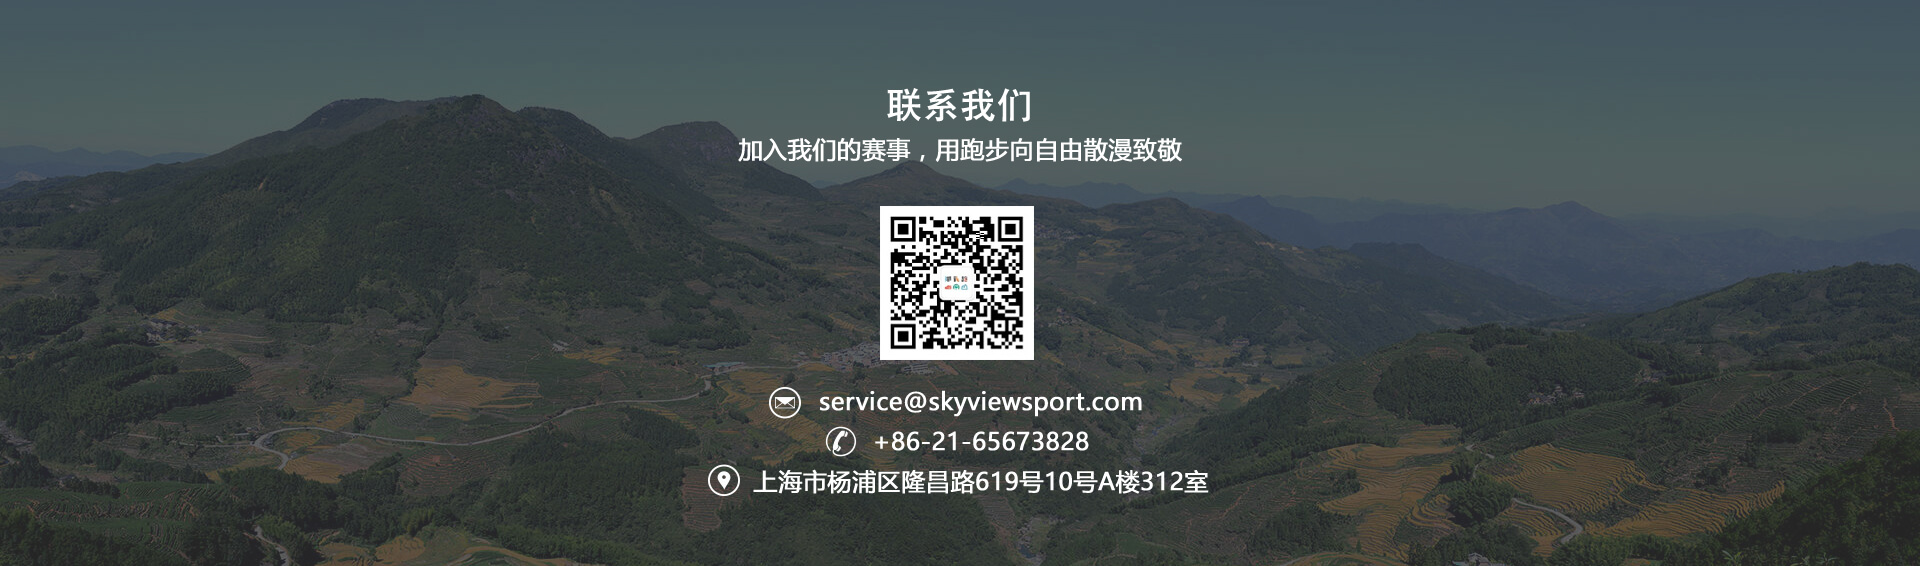 联系我们
加入我们的赛事，用跑步向自由散漫致敬
service@skyviewsport.com
+86-21-65673828
上海市杨浦区隆昌路619号10号A楼312室